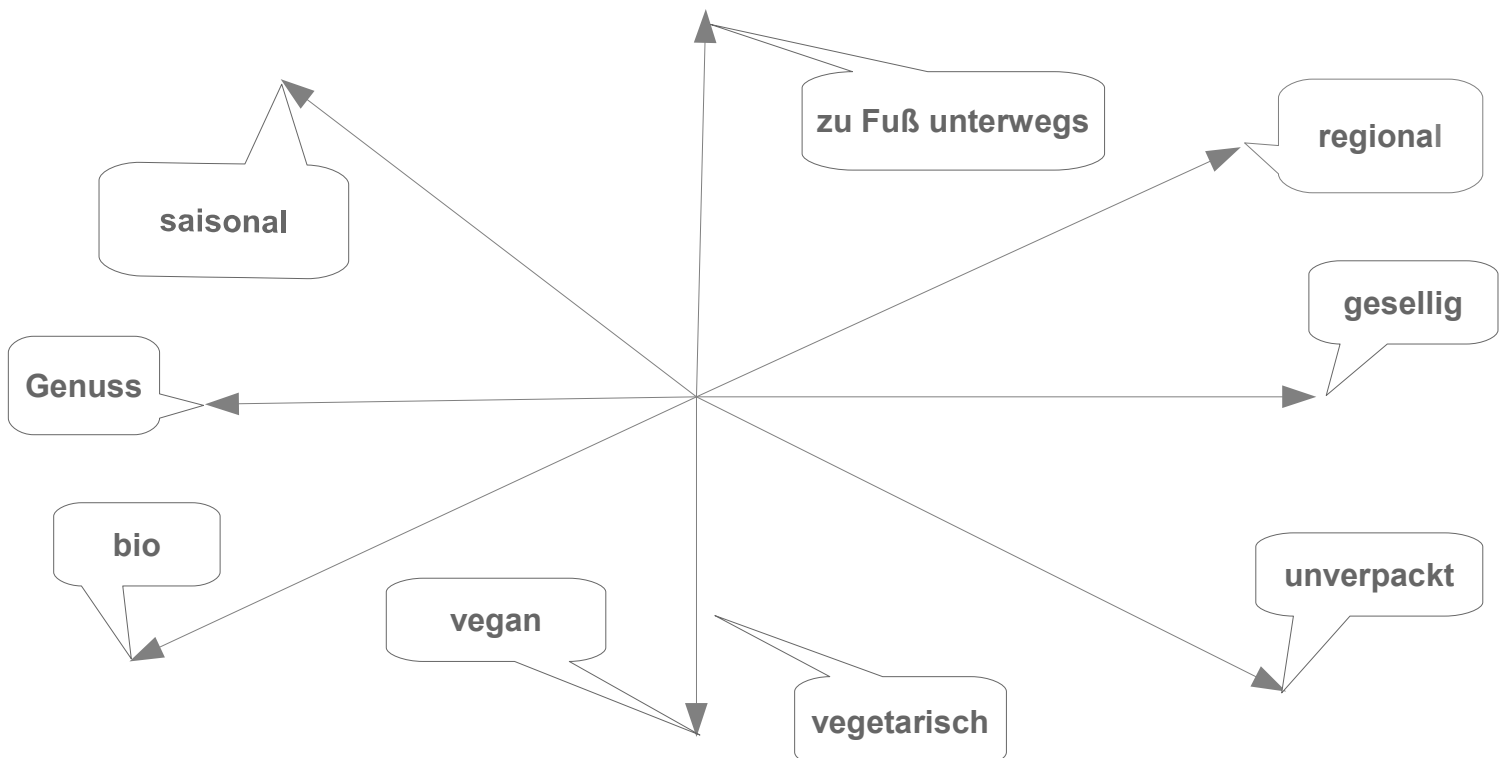 zu Fuß unterwegs
regional
saisonal
gesellig
Genuss
bio
unverpackt
vegan
vegetarisch